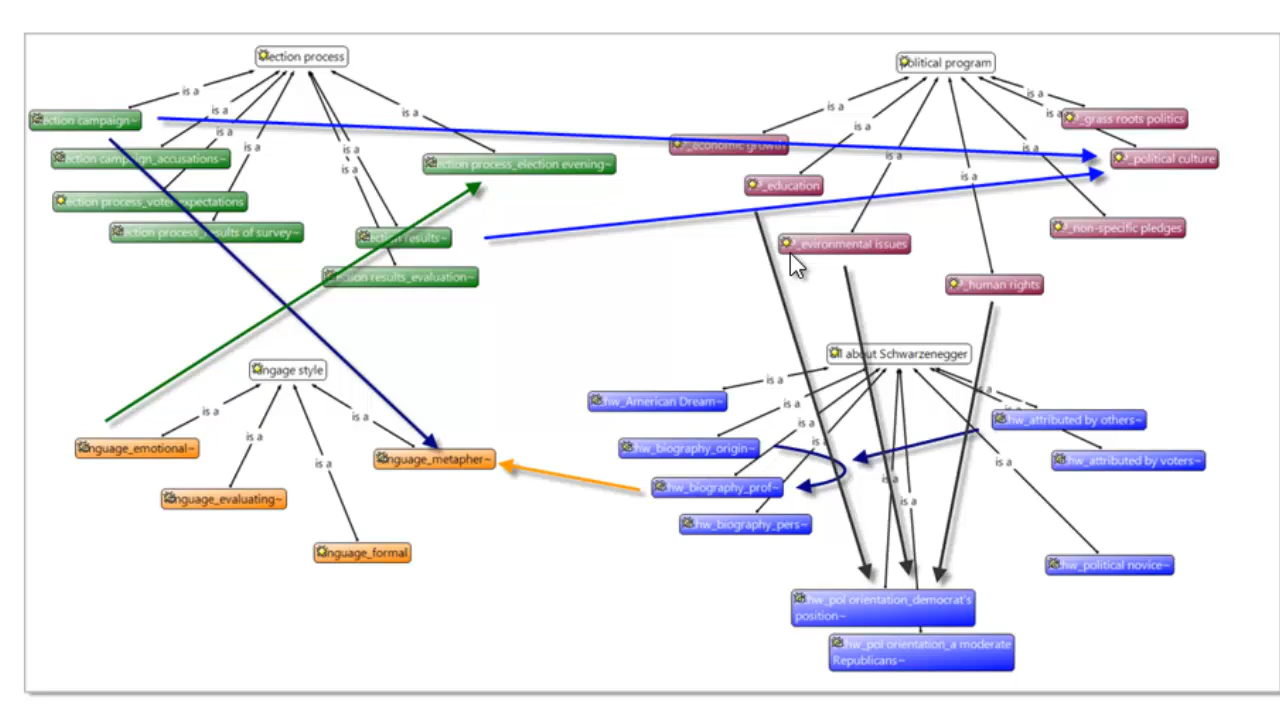 lection process
is a
is a
is a
is a
is a
is a
is a
ection campaign~
ection campaign_accusations~
ection process_election evening~
ection process_voter expectations
ection process_results of survey~
ection results~
ection results_evaluation~
olitical program
is a
is a
is a
is a
is a
is a
is a
_grass roots politics
_economic growth
_political culture
_education
_non-specific pledges
_evironmental issues
_human rights
ngage style
is a
is a
is a
is a
nguage_emotional~
nguage_metapher~
nguage_evaluating~
nguage_formal
ll about Schwarzenegger
is a
is a
is a
is a
is a
is a
is a
hw_American Dream~
hw_attributed by others~
hw_biography_origin~
hw_attributed by voters~
hw_biography_prof~
hw_biography_pers~
hw_political novice~
hw_pol orientation_democrat's
position~
hw_pol orientation_a moderate
Republicans~